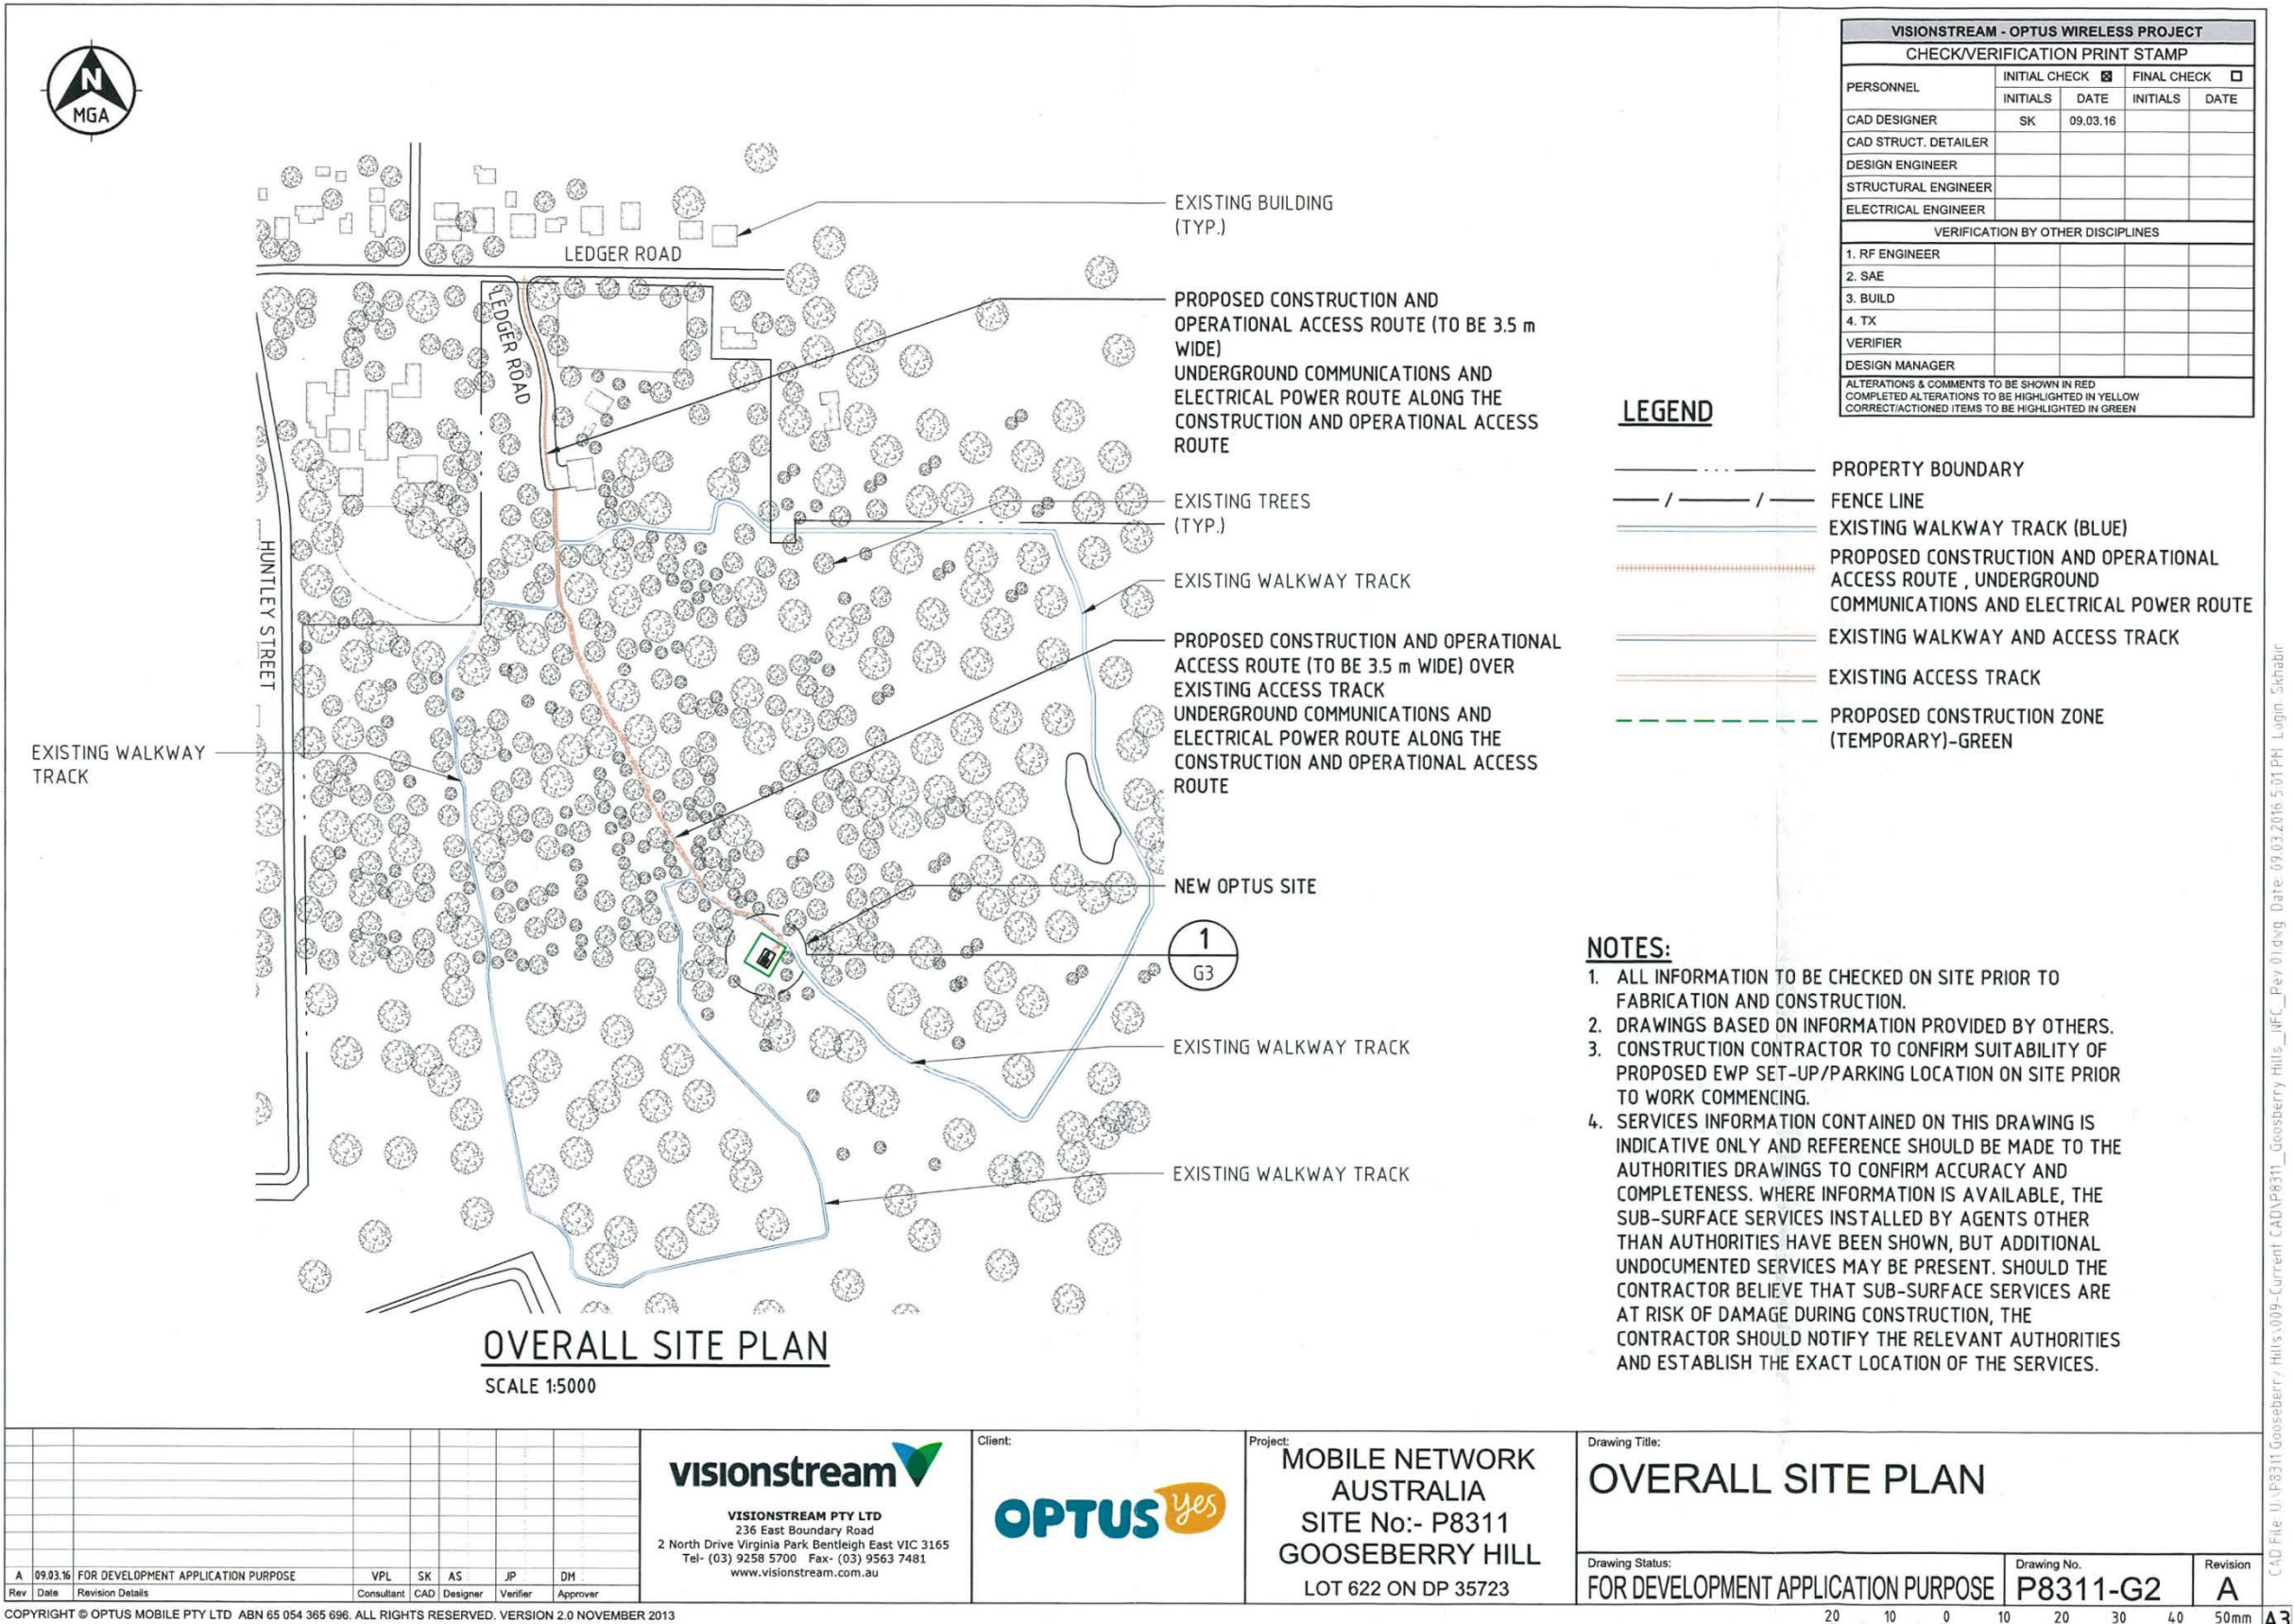 N
MGA
VISIONSTREAM - OPTUS WIRELESS PROJECT
CHECK/VERIFICATION PRINT STAMP
PERSONNEL
INITIAL CHECK ☒ FINAL CHECK ☐
INITIALS DATE INITIALS DATE
CAD DESIGNER SK 09.03.16
CAD STRUCT. DETAILER
DESIGN ENGINEER
STRUCTURAL ENGINEER
ELECTRICAL ENGINEER
VERIFICATION BY OTHER DISCIPLINES
1. RF ENGINEER
2. SAE
3. BUILD
4. TX
VERIFIER
DESIGN MANAGER
ALTERATIONS & COMMENTS TO BE SHOWN IN RED
COMPLETED ALTERATIONS TO BE HIGHLIGHTED IN YELLOW
CORRECT/ACTIONED ITEMS TO BE HIGHLIGHTED IN GREEN
LEDGER ROAD
LEDGER ROAD
HUNTLEY STREET
EXISTING WALKWAY
TRACK
EXISTING BUILDING
(TYP.)
PROPOSED CONSTRUCTION AND
OPERATIONAL ACCESS ROUTE (TO BE 3.5 m
WIDE)
UNDERGROUND COMMUNICATIONS AND
ELECTRICAL POWER ROUTE ALONG THE
CONSTRUCTION AND OPERATIONAL ACCESS
ROUTE
EXISTING TREES
(TYP.)
EXISTING WALKWAY TRACK
PROPOSED CONSTRUCTION AND OPERATIONAL
ACCESS ROUTE (TO BE 3.5 m WIDE) OVER
EXISTING ACCESS TRACK
UNDERGROUND COMMUNICATIONS AND
ELECTRICAL POWER ROUTE ALONG THE
CONSTRUCTION AND OPERATIONAL ACCESS
ROUTE
NEW OPTUS SITE
1
G3
EXISTING WALKWAY TRACK
EXISTING WALKWAY TRACK
LEGEND
PROPERTY BOUNDARY
FENCE LINE
EXISTING WALKWAY TRACK (BLUE)
PROPOSED CONSTRUCTION AND OPERATIONAL
ACCESS ROUTE , UNDERGROUND
COMMUNICATIONS AND ELECTRICAL POWER ROUTE
EXISTING WALKWAY AND ACCESS TRACK
EXISTING ACCESS TRACK
PROPOSED CONSTRUCTION ZONE
(TEMPORARY)-GREEN
NOTES:
1. ALL INFORMATION TO BE CHECKED ON SITE PRIOR TO
FABRICATION AND CONSTRUCTION.
2. DRAWINGS BASED ON INFORMATION PROVIDED BY OTHERS.
3. CONSTRUCTION CONTRACTOR TO CONFIRM SUITABILITY OF
PROPOSED EWP SET-UP/PARKING LOCATION ON SITE PRIOR
TO WORK COMMENCING.
4. SERVICES INFORMATION CONTAINED ON THIS DRAWING IS
INDICATIVE ONLY AND REFERENCE SHOULD BE MADE TO THE
AUTHORITIES DRAWINGS TO CONFIRM ACCURACY AND
COMPLETENESS. WHERE INFORMATION IS AVAILABLE, THE
SUB-SURFACE SERVICES INSTALLED BY AGENTS OTHER
THAN AUTHORITIES HAVE BEEN SHOWN, BUT ADDITIONAL
UNDOCUMENTED SERVICES MAY BE PRESENT. SHOULD THE
CONTRACTOR BELIEVE THAT SUB-SURFACE SERVICES ARE
AT RISK OF DAMAGE DURING CONSTRUCTION, THE
CONTRACTOR SHOULD NOTIFY THE RELEVANT AUTHORITIES
AND ESTABLISH THE EXACT LOCATION OF THE SERVICES.
OVERALL SITE PLAN
SCALE 1:5000
CAD File: U:\P8311 Gooseberry Hills\009-Current CAD\P8311_Goosberry Hills_NFC_Rev 01.dwg Date: 09.03.2016 5:01 PM Login: Skhabir
A 09.03.16 FOR DEVELOPMENT APPLICATION PURPOSE VPL SK AS JP DM
Rev Date Revision Details Consultant CAD Designer Verifier Approver
visionstream
VISIONSTREAM PTY LTD
236 East Boundary Road
2 North Drive Virginia Park Bentleigh East VIC 3165
Tel- (03) 9258 5700 Fax- (03) 9563 7481
www.visionstream.com.au
Client:
OPTUS yes
Project:
MOBILE NETWORK
AUSTRALIA
SITE No:- P8311
GOOSEBERRY HILL
LOT 622 ON DP 35723
Drawing Title:
OVERALL SITE PLAN
Drawing Status:
FOR DEVELOPMENT APPLICATION PURPOSE
Drawing No.
P8311-G2
Revision
A
COPYRIGHT © OPTUS MOBILE PTY LTD ABN 65 054 365 696. ALL RIGHTS RESERVED. VERSION 2.0 NOVEMBER 2013
20 10 0 10 20 30 40 50mm A3